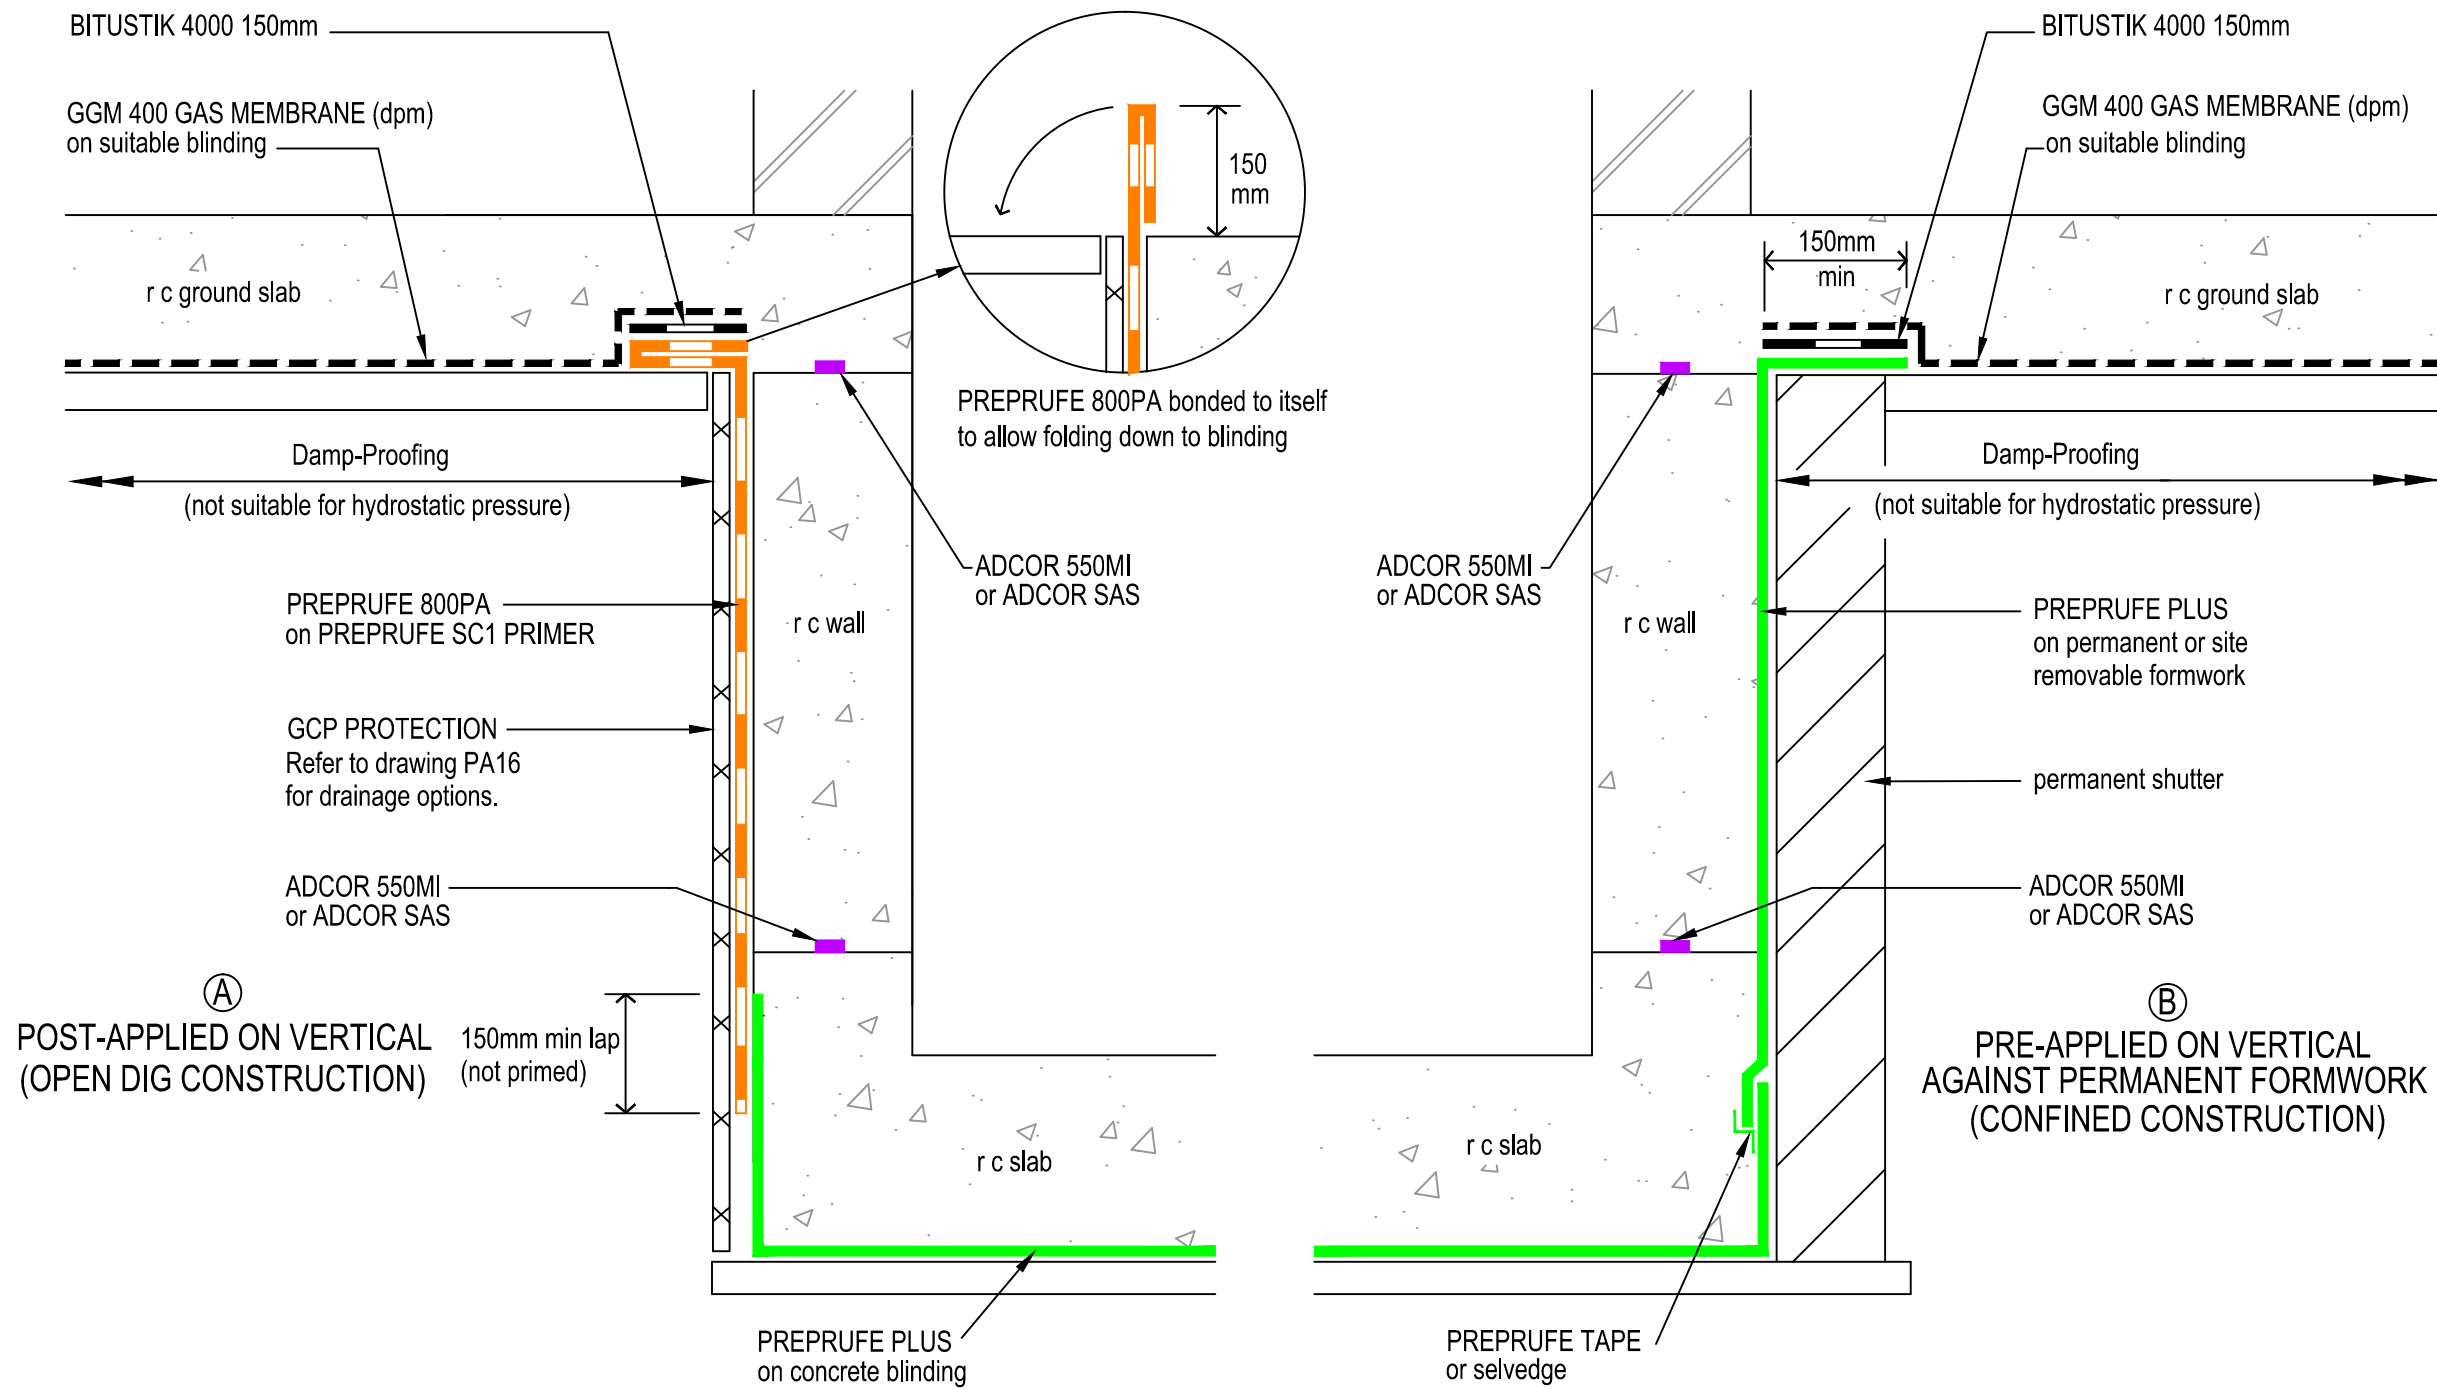 BITUSTIK 4000 150mm
GGM 400 GAS MEMBRANE (dpm)
on suitable blinding
r c ground slab
150
mm
PREPRUFE 800PA bonded to itself
to allow folding down to blinding
Damp-Proofing
(not suitable for hydrostatic pressure)
ADCOR 550MI
or ADCOR SAS
PREPRUFE 800PA
on PREPRUFE SC1 PRIMER
r c wall
GCP PROTECTION
Refer to drawing PA16
for drainage options.
ADCOR 550MI
or ADCOR SAS
A
POST-APPLIED ON VERTICAL
(OPEN DIG CONSTRUCTION)
150mm min lap
(not primed)
r c slab
PREPRUFE PLUS
on concrete blinding
BITUSTIK 4000 150mm
GGM 400 GAS MEMBRANE (dpm)
on suitable blinding
150mm
min
r c ground slab
Damp-Proofing
(not suitable for hydrostatic pressure)
ADCOR 550MI
or ADCOR SAS
r c wall
PREPRUFE PLUS
on permanent or site
removable formwork
permanent shutter
ADCOR 550MI
or ADCOR SAS
B
PRE-APPLIED ON VERTICAL
AGAINST PERMANENT FORMWORK
(CONFINED CONSTRUCTION)
r c slab
PREPRUFE TAPE
or selvedge